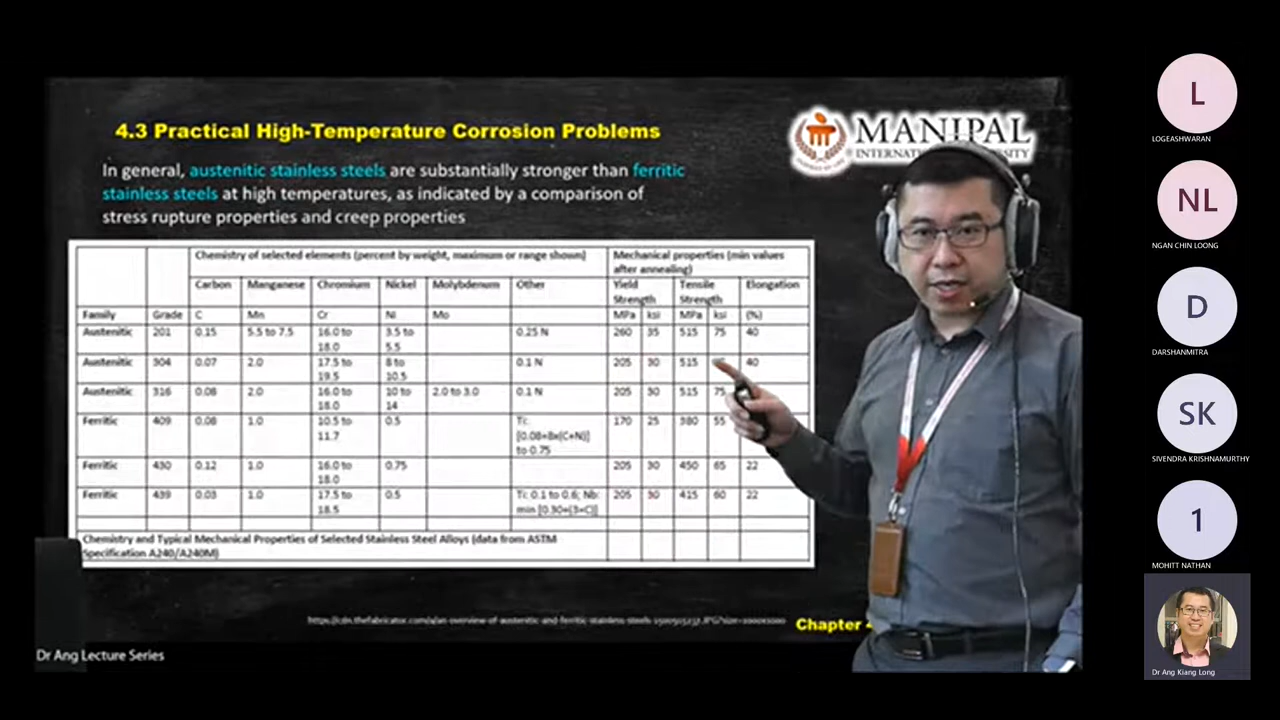 4.3 Practical High-Temperature Corrosion Problems
MANIPAL
In general, austenitic stainless steels are substantially stronger than ferritic
stainless steels at high temperatures, as indicated by a comparison of
stress rupture properties and creep properties
Chemistry of selected elements (percent by weight, maximum or range shown) Mechanical properties (min values
after annealing)
Carbon Manganese Chromium Nickel Molybdenum Other Yield Tensile Elongation
Strength Strength
Family Grade C Mn Cr Ni Mo MPa ksi MPa ksi (%)
Austenitic 201 0.15 5.5 to 7.5 16.0 to 3.5 to 0.25 N 260 35 515 75 40
18.0 5.5
Austenitic 304 0.07 2.0 17.5 to 8 to 0.1 N 205 30 515 40
19.5 10.5
Austenitic 316 0.08 2.0 16.0 to 10 to 2.0 to 3.0 0.1 N 205 30 515 75
18.0 14
Ferritic 409 0.08 1.0 10.5 to 0.5 170 25 380 55
11.7 to 0.75
Ferritic 430 0.12 1.0 16.0 to 0.75 205 30 450 65 22
18.0
Ferritic 439 0.03 1.0 17.5 to 0.5 Ti: 0.1 to 0.6; Nb: 205 30 415 60 22
18.5
Chemistry and Typical Mechanical Properties of Selected Stainless Steel Alloys (data from ASTM
Specification A240/A240M)
Chapter
Dr Ang Lecture Series
L
LOGEASHWARAN
NL
NGAN CHIN LOONG
D
DARSHANMITRA
SK
SIVENDRA KRISHNAMURTHY
1
MOHITT NATHAN
Dr Ang Kiang Long